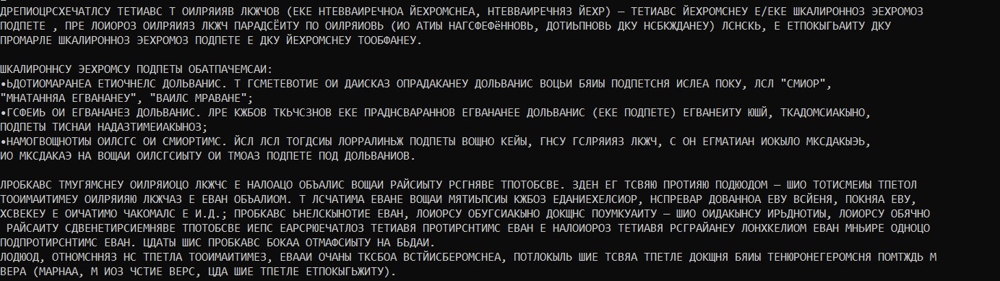 ДРЕПИОЦРСХЕЧАТЛСУ ТЕТИАВС Т ОИЛРЯИЯВ ЛКЖЧОВ (ЕКЕ НТЕВВАИРЕЧНОА ЙЕХРОМСНЕА, НТЕВВАИРЕЧНЯЗ ЙЕХР) — ТЕТИАВС ЙЕХРОМСНЕУ Е/ЕКЕ ШКАЛИРОННОЗ ЭЕХРОМОЗ
ПОДПЕТЕ , ПРЕ ЛОИОРОЗ ОИЛРЯИЯЗ ЛКЖЧ ПАРАДСЁИТУ ПО ОИЛРЯИОВЬ (ИО АТИЫ НАГСФЕФЁННОВЬ, ДОТИЬПНОВЬ ДКУ НСБКЖДАНЕУ) ЛСНСКЬ, Е ЕТПОКЫГЬАИТУ ДКУ
ПРОМАРЛЕ ШКАЛИРОННОЗ ЭЕХРОМОЗ ПОДПЕТЕ Е ДКУ ЙЕХРОМСНЕУ ТООБФАНЕУ.
ШКАЛИРОННСУ ЭЕХРОМСУ ПОДПЕТЫ ОБАТПАЧЕМСАИ:
•ЬДОТИОМАРАНЕА ЕТИОЧНЕЛС ДОЛЬВАНИС. Т ГСМЕТЕВОТИЕ ОИ ДАИСКАЗ ОПРАДАКАНЕУ ДОЛЬВАНИС ВОЦЬИ БЯИЫ ПОДПЕТСНЯ ИСЛЕА ПОКУ, ЛСЛ "СМИОР",
"МНАТАННЯА ЕГВАНАНЕУ", "ВАИЛС МРАВАНЕ";
•ГСФЕИЬ ОИ ЕГВАНАНЕЗ ДОЛЬВАНИС. ЛРЕ КЖБОВ ТКЬЧСЗНОВ ЕКЕ ПРАДНСВАРАННОВ ЕГВАНАНЕЕ ДОЛЬВАНИС (ЕКЕ ПОДПЕТЕ) ЕГВАНЕИТУ ЮШЙ, ТКАДОМСИАКЫНО,
ПОДПЕТЫ ТИСНАИ НАДАЗТИМЕИАКЫНОЗ;
•НАМОГВОЩНОТИЫ ОИЛСГС ОИ СМИОРТИМС. ЙСЛ ЛСЛ ТОГДСИЫ ЛОРРАЛИНЬЖ ПОДПЕТЫ ВОЩНО КЕЙЫ, ГНСУ ГСЛРЯИЯЗ ЛКЖЧ, С ОН ЕГМАТИАН ИОКЫЛО МКСДАКЫЭЬ,
ИО МКСДАКАЭ НА ВОЩАИ ОИЛСГСИЫТУ ОИ ТМОАЗ ПОДПЕТЕ ПОД ДОЛЬВАНИОВ.
ЛРОБКАВС ТМУГЯМСНЕУ ОИЛРЯИОЦО ЛКЖЧС Е НАЛОАЦО ОБЪАЛИС ВОЩАИ РАЙСИЫТУ РСГНЯВЕ ТПОТОБСВЕ. ЗДЕН ЕГ ТСВЯЮ ПРОТИЯЮ ПОДЮОДОМ — ШИО ТОТИСМЕИЫ ТПЕТОЛ
ТООИМАИТИМЕУ ОИЛРЯИЯЮ ЛКЖЧАЗ Е ЕВАН ОБЪАЛИОМ. Т ЛСЧАТИМА ЕВАНЕ ВОЩАИ МЯТИЬПСИЫ КЖБОЗ ЕДАНИЕХЕЛСИОР, НСПРЕВАР ДОВАННОА ЕВУ ВСЙЕНЯ, ПОКНЯА ЕВУ,
ХСВЕКЕУ Е ОИЧАТИМО ЧАКОМАЛС Е И.Д.; ПРОБКАВС ЬНЕЛСКЫНОТИЕ ЕВАН, ЛОИОРСУ ОБУГСИАКЫНО ДОКЩНС ПОУМКУАИТУ — ШИО ОИДАКЫНСУ ИРЬДНОТИЫ, ЛОИОРСУ ОБЯЧНО
РАЙСАИТУ СДВЕНЕТИРСИЕМНЯВЕ ТПОТОБСВЕ ИЕПС ЕАРСРЮЕЧАТЛОЗ ТЕТИАВЯ ПРОТИРСНТИМС ЕВАН Е НАЛОИОРОЗ ТЕТИАВЯ РСГРАЙАНЕУ ЛОНХКЕЛИОМ ЕВАН МНЬИРЕ ОДНОЦО
ПОДПРОТИРСНТИМС ЕВАН. ЦДАТЫ ШИС ПРОБКАВС БОКАА ОТМАФСИЫТУ НА БЬДАИ.
ЛОДЮОД, ОТНОМСННЯЗ НС ТПЕТЛА ТООИМАИТИМЕЗ, ЕВААИ ОЧАНЫ ТКСБОА ВСТЙИСБЕРОМСНЕА, ПОТЛОКЫЛЬ ШИЕ ТСВЯА ТПЕТЛЕ ДОКЩНЯ БЯИЫ ТЕНЮРОНЕГЕРОМСНЯ ПОМТЖДЬ М
ВЕРА (МАРНАА, М ИОЗ ЧСТИЕ ВЕРС, ЦДА ШИЕ ТПЕТЛЕ ЕТПОКЫГЬЖИТУ).